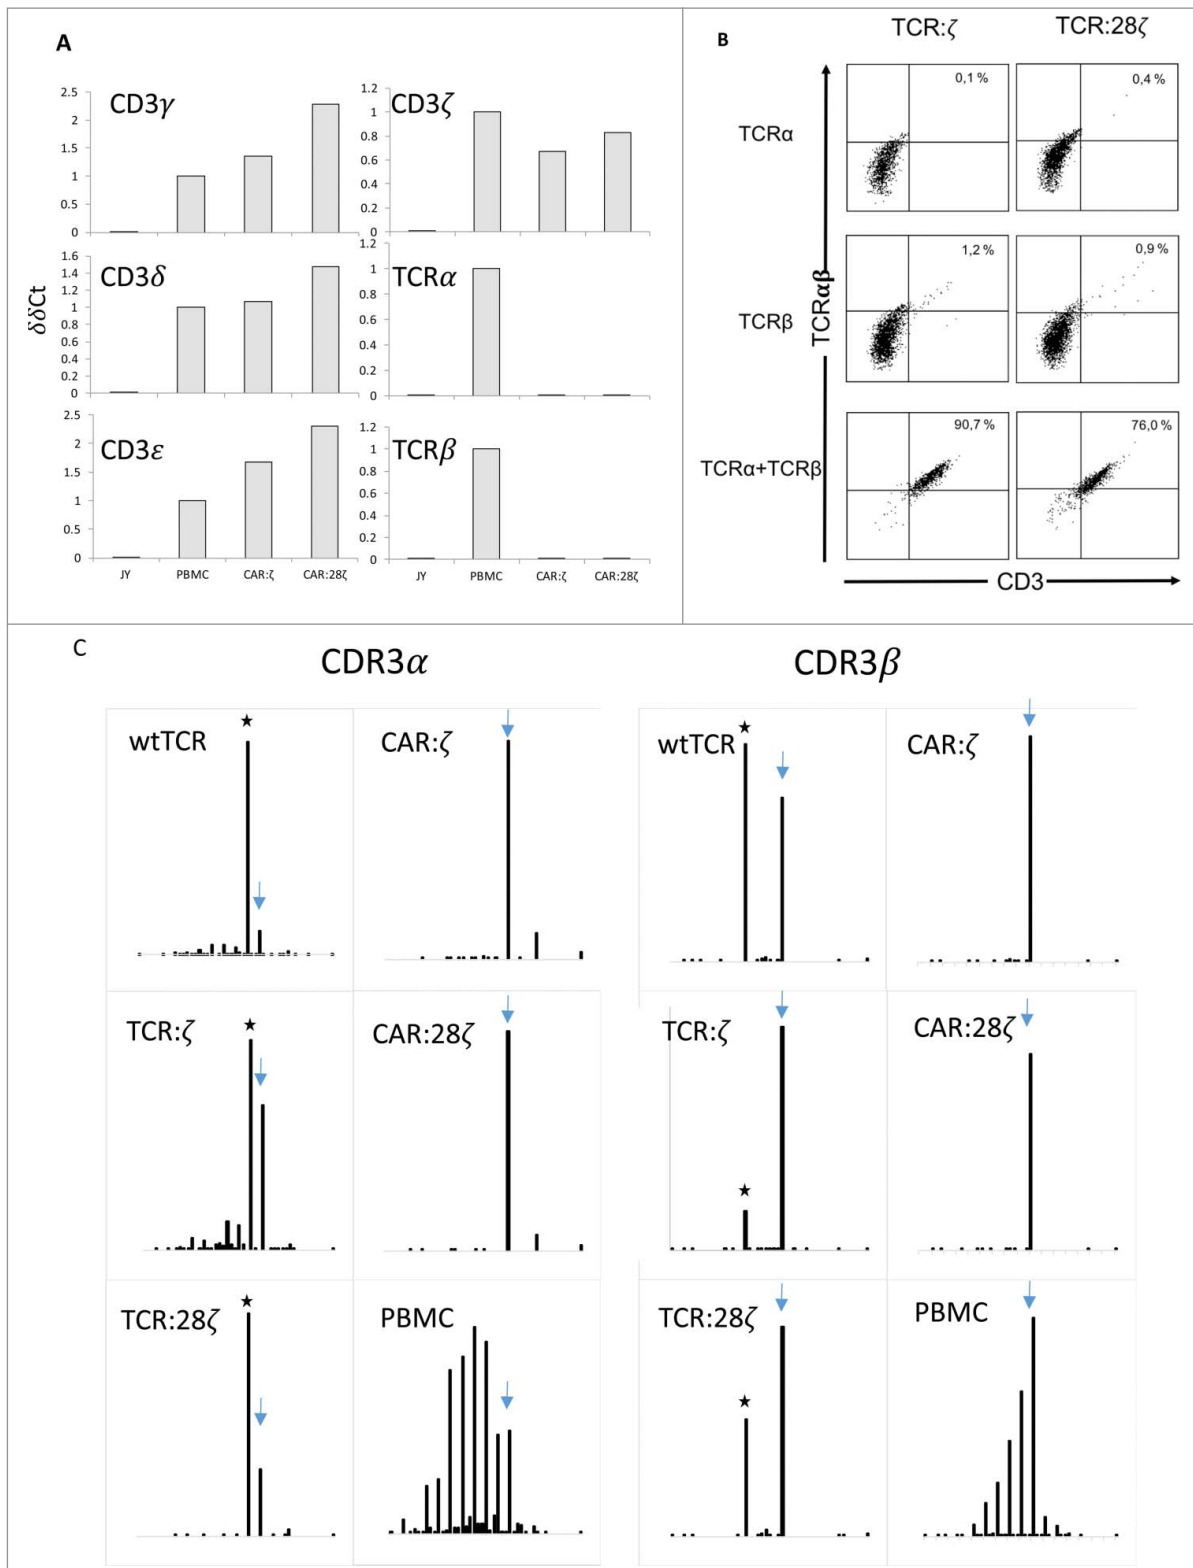 A
δδCt
CD3γ
2.5
2
1.5
1
0.5
0
CD3ζ
1.2
1
0.8
0.6
0.4
0.2
0
CD3δ
1.6
1.4
1.2
1
0.8
0.6
0.4
0.2
0
TCRα
1.2
1
0.8
0.6
0.4
0.2
0
CD3ε
2.5
2
1.5
1
0.5
0
JY PBMC CAR:ζ CAR:28ζ
TCRβ
1.2
1
0.8
0.6
0.4
0.2
0
JY PBMC CAR:ζ CAR:28ζ
B
TCR:ζ TCR:28ζ
TCRα
0,1 % 0,4 %
TCRαβ
TCRβ
1,2 % 0,9 %
TCRα+TCRβ
90,7 % 76,0 %
CD3
C
CDR3α CDR3β
wtTCR CAR:ζ wtTCR CAR:ζ
TCR:ζ CAR:28ζ TCR:ζ CAR:28ζ
TCR:28ζ PBMC TCR:28ζ PBMC